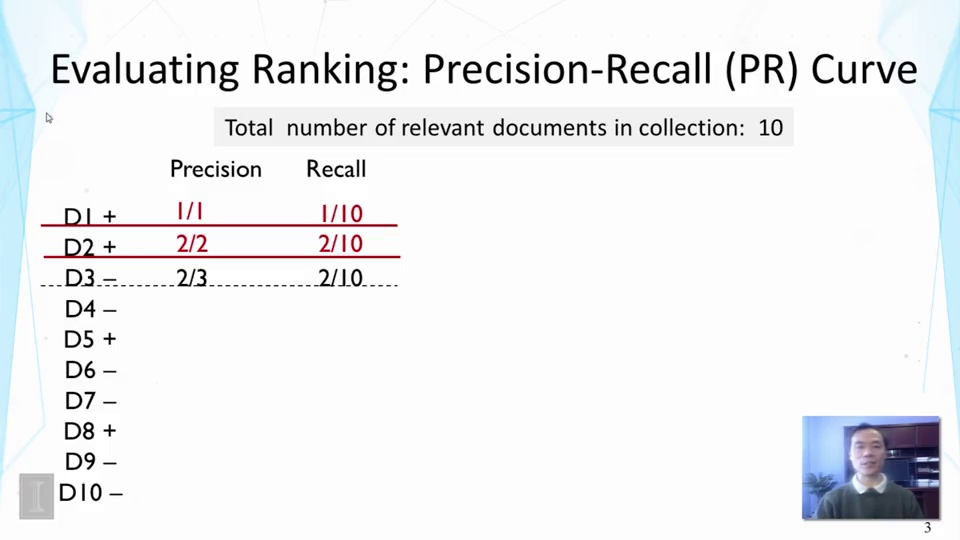 Evaluating Ranking: Precision-Recall (PR) Curve
Total number of relevant documents in collection: 10
Precision Recall
D1 + 1/1 1/10
D2 + 2/2 2/10
D3 – 2/3 2/10
D4 –
D5 +
D6 –
D7 –
D8 +
D9 –
D10 –
I
3